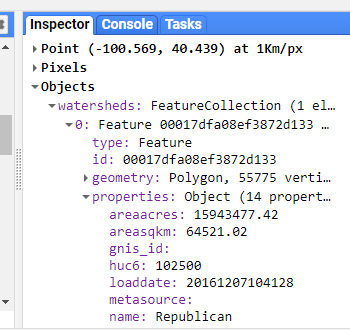 Inspector Console Tasks
Point (-100.569, 40.439) at 1Km/px
Pixels
Objects
watersheds: FeatureCollection (1 el…
0: Feature 00017dfa08ef3872d133 …
type: Feature
id: 00017dfa08ef3872d133
geometry: Polygon, 55775 verti…
properties: Object (14 propert…
areaacres: 15943477.42
areasqkm: 64521.02
gnis_id:
huc6: 102500
loaddate: 20161207104128
metasource:
name: Republican